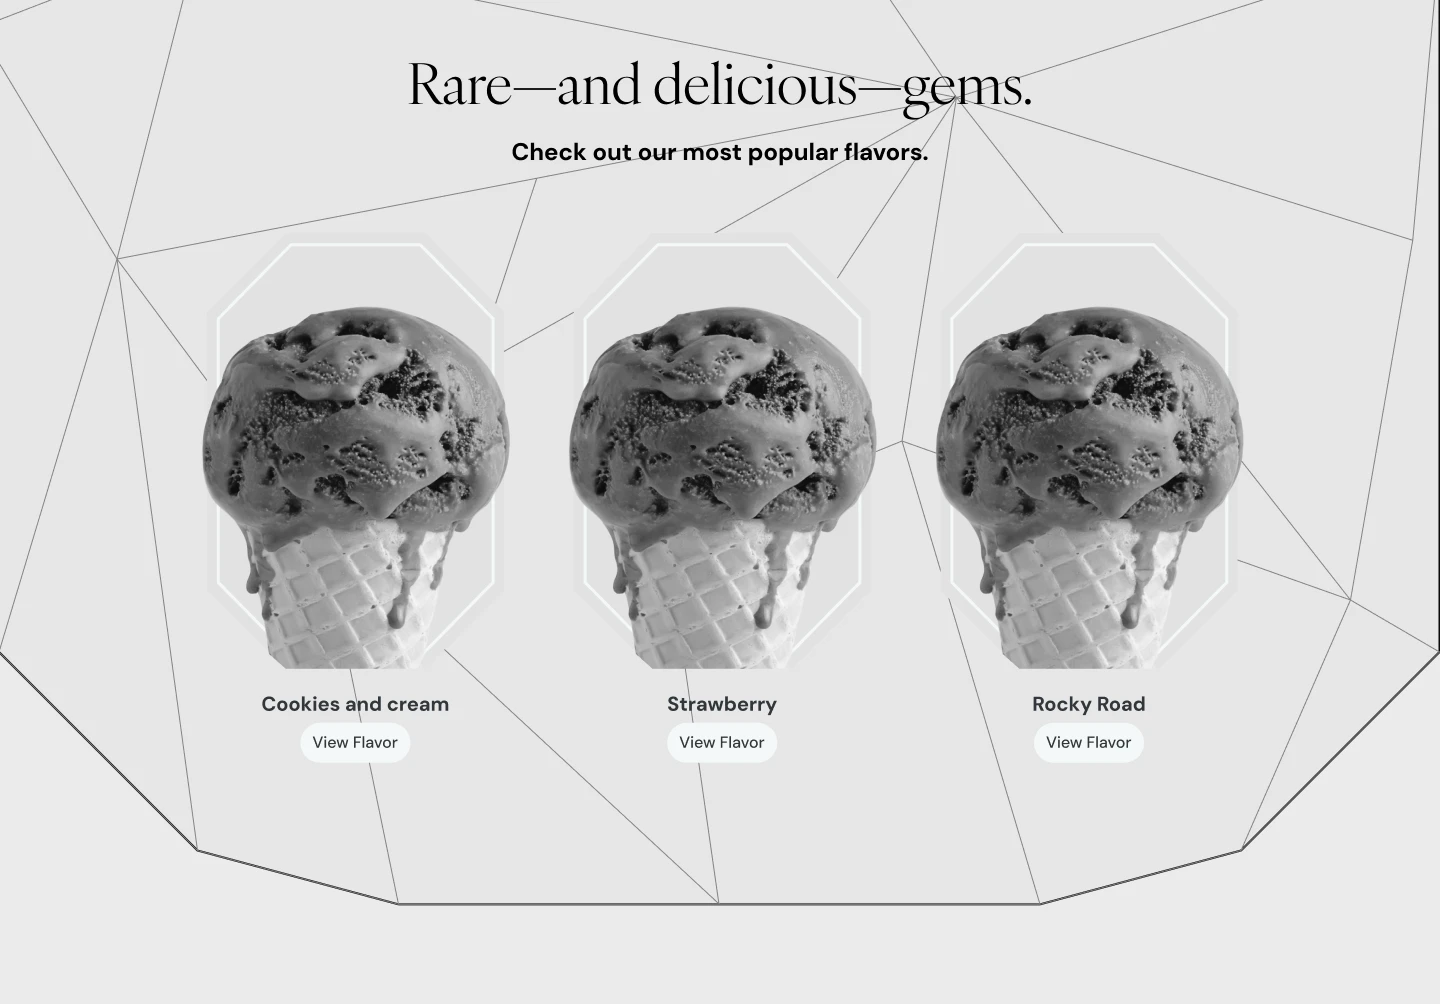 Rare—and delicious—gems.
Check out our most popular flavors.
Cookies and cream
Strawberry
Rocky Road
View Flavor
View Flavor
View Flavor